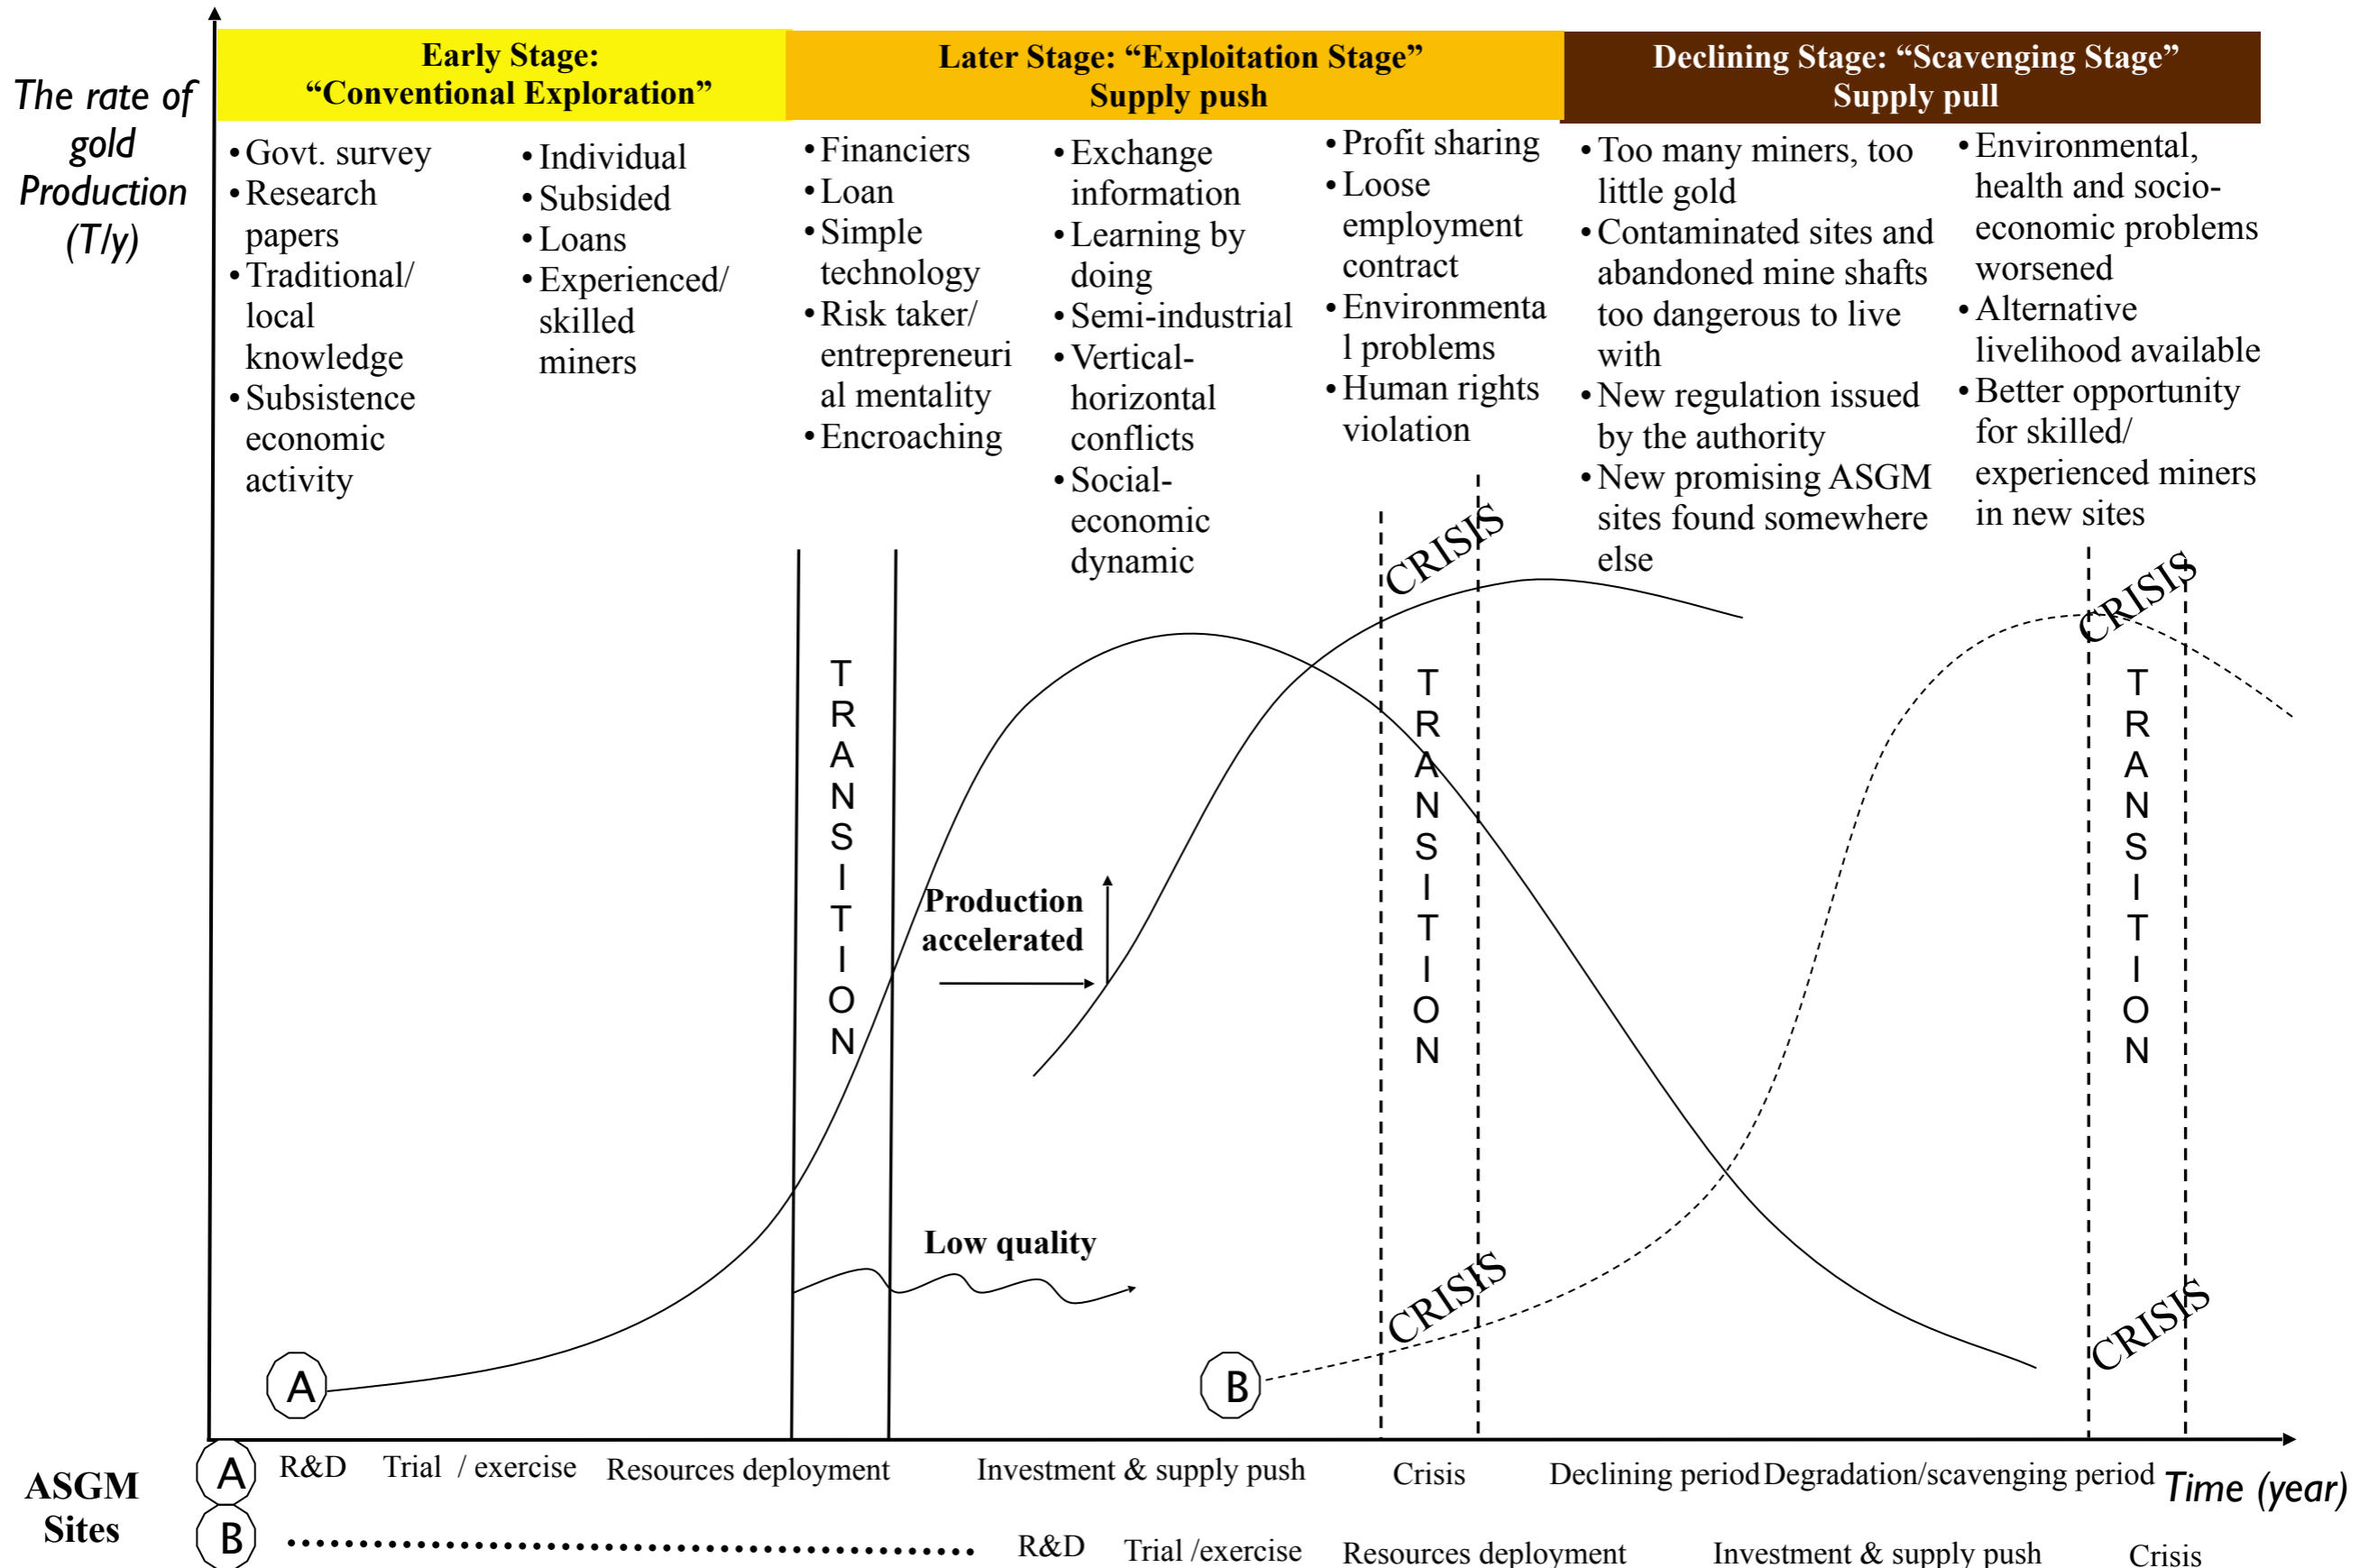 The rate of
gold
Production
(T/y)
Early Stage:
“Conventional Exploration”
Later Stage: “Exploitation Stage”
Supply push
Declining Stage: “Scavenging Stage”
Supply pull
• Govt. survey
• Research
papers
• Traditional/
local
knowledge
• Subsistence
economic
activity
• Individual
• Subsided
• Loans
• Experienced/
skilled
miners
• Financiers
• Loan
• Simple
technology
• Risk taker/
entrepreneuri
al mentality
• Encroaching
• Exchange
information
• Learning by
doing
• Semi-industrial
• Vertical-
horizontal
conflicts
• Social-
economic
dynamic
• Profit sharing
• Loose
employment
contract
• Environmenta
l problems
• Human rights
violation
• Too many miners, too
little gold
• Contaminated sites and
abandoned mine shafts
too dangerous to live
with
• New regulation issued
by the authority
• New promising ASGM
sites found somewhere
else
• Environmental,
health and socio-
economic problems
worsened
• Alternative
livelihood available
• Better opportunity
for skilled/
experienced miners
in new sites
CRISIS
CRISIS
TRANSITION
TRANSITION
TRANSITION
Production
accelerated
Low quality
CRISIS
CRISIS
A
B
ASGM
Sites
A R&D Trial / exercise Resources deployment Investment & supply push Crisis Declining period Degradation/scavenging period
Time (year)
B R&D Trial /exercise Resources deployment Investment & supply push Crisis